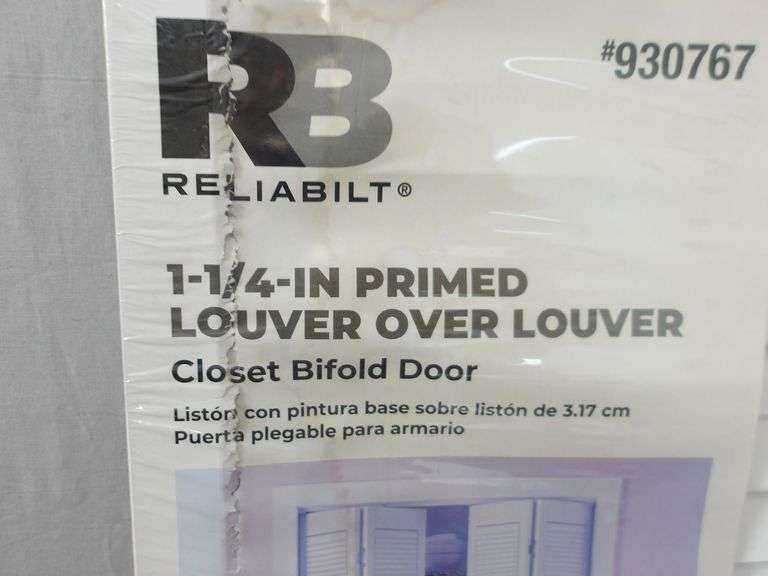 RB
#930767
RELIABILT®
1-1/4-IN PRIMED
LOUVER OVER LOUVER
Closet Bifold Door
Listón con pintura base sobre listón de 3.17 cm
Puerta plegable para armario